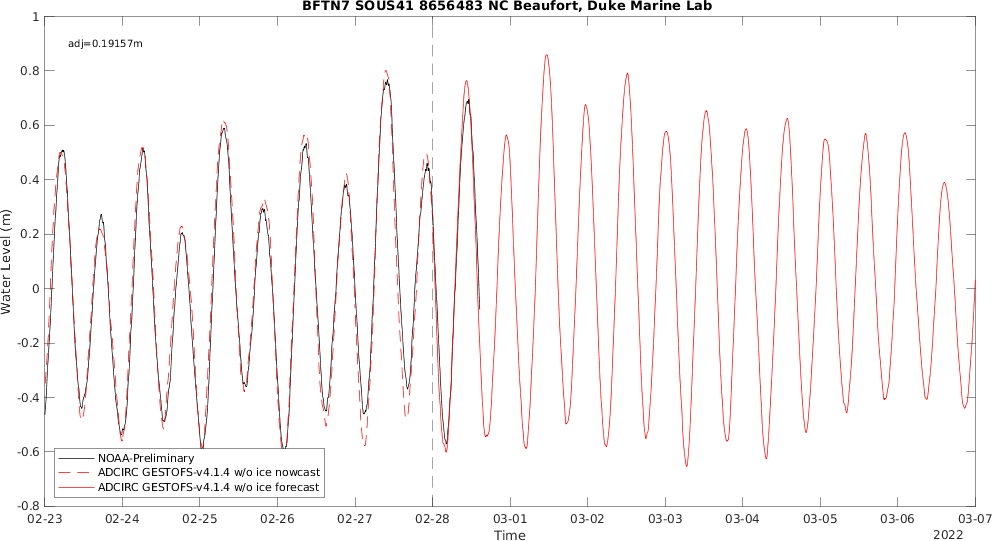 BFTN7 SOUS41 8656483 NC Beaufort, Duke Marine Lab
adj=0.19157m
Water Level (m)
1
0.8
0.6
0.4
0.2
0
-0.2
-0.4
-0.6
-0.8
NOAA-Preliminary
ADCIRC GESTOFS-v4.1.4 w/o ice nowcast
ADCIRC GESTOFS-v4.1.4 w/o ice forecast
02-23 02-24 02-25 02-26 02-27 02-28 03-01 03-02 03-03 03-04 03-05 03-06 03-07
Time
2022